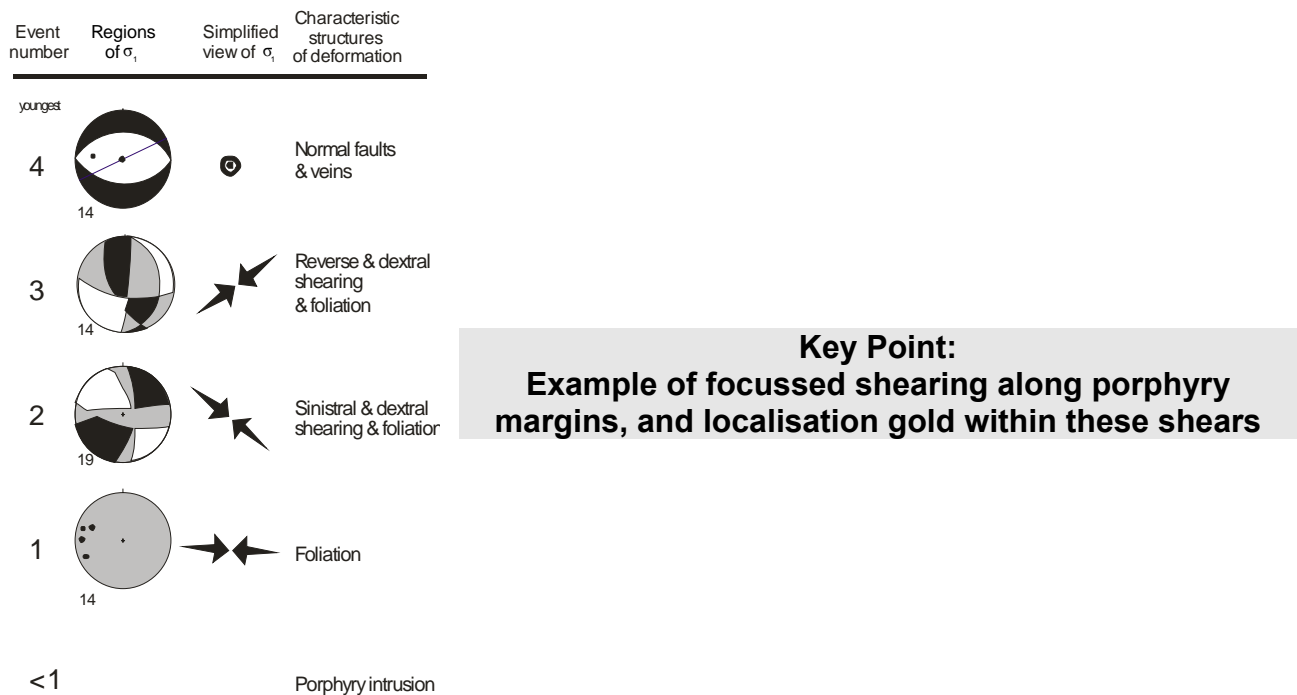 Event
number
Regions
of σ₁
Simplified
view of σ₁
Characteristic
structures
of deformation
youngest
4
14
Normal faults
& veins
3
14
Reverse & dextral
shearing
& foliation
2
19
Sinistral & dextral
shearing & foliation
1
14
Foliation
<1
Porphyry intrusion
Key Point:
Example of focussed shearing along porphyry
margins, and localisation gold within these shears